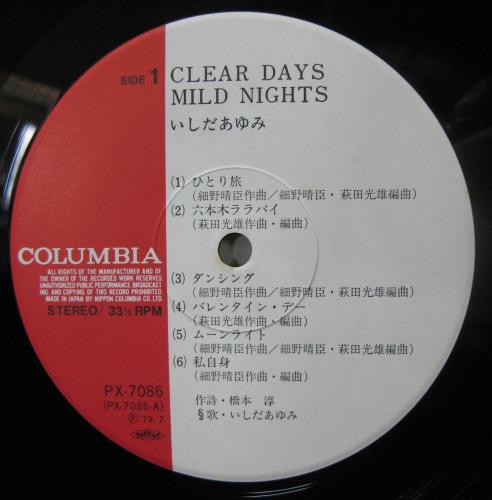 SIDE 1
CLEAR DAYS
MILD NIGHTS
いしだあゆみ
(1) ひとり旅
(細野晴臣作曲/細野晴臣・萩田光雄編曲)
(2) 六本木ララバイ
(萩田光雄作曲・編曲)
(3) ダンシング
(細野晴臣作曲/細野晴臣・萩田光雄編曲)
(4) バレンタイン・デー
(萩田光雄作曲・編曲)
(5) ムーンライト
(細野晴臣作曲/細野晴臣・萩田光雄編曲)
(6) 私自身
(細野晴臣作曲・編曲)
作詩・橋本 淳
§歌・いしだあゆみ
COLUMBIA
ALL RIGHTS OF THE MANUFACTURER AND OF
THE OWNER OF THE RECORDED WORK RESERVED.
UNAUTHORIZED PUBLIC PERFORMANCE, BROADCAST
ING AND COPYING OF THIS RECORD PROHIBITED.
MADE IN JAPAN BY NIPPON COLUMBIA CO. LTD.
STEREO/33⅓RPM
PX-7086
(PX-7086-A)
Ⓟ'79.7